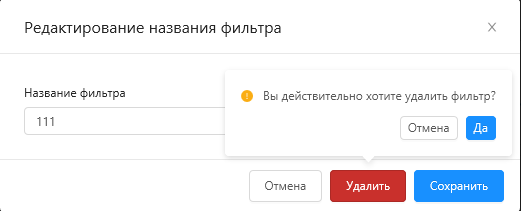 Редактирование названия фильтра
Название фильтра
111
Вы действительно хотите удалить фильтр?
Отмена
Да
Отмена
Удалить
Сохранить